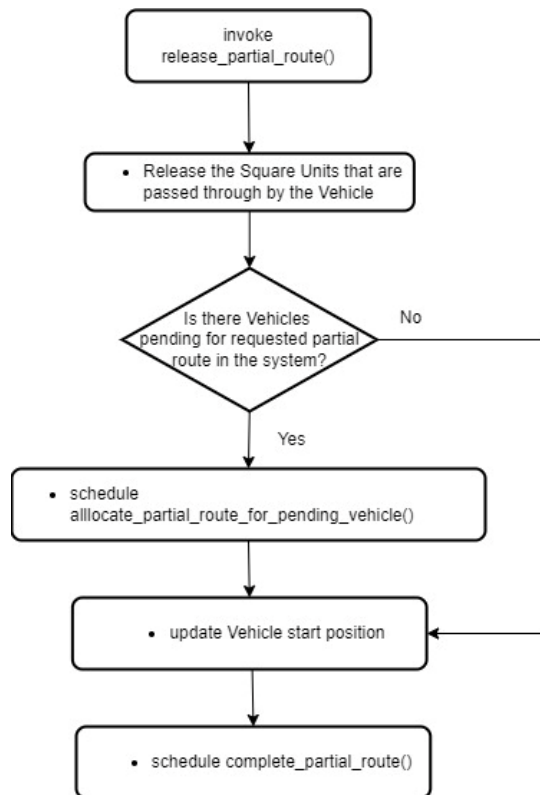 invoke
release_partial_route()
• Release the Square Units that are
passed through by the Vehicle
Is there Vehicles
pending for requested partial
route in the system?
No
Yes
• schedule
alllocate_partial_route_for_pending_vehicle()
• update Vehicle start position
• schedule complete_partial_route()